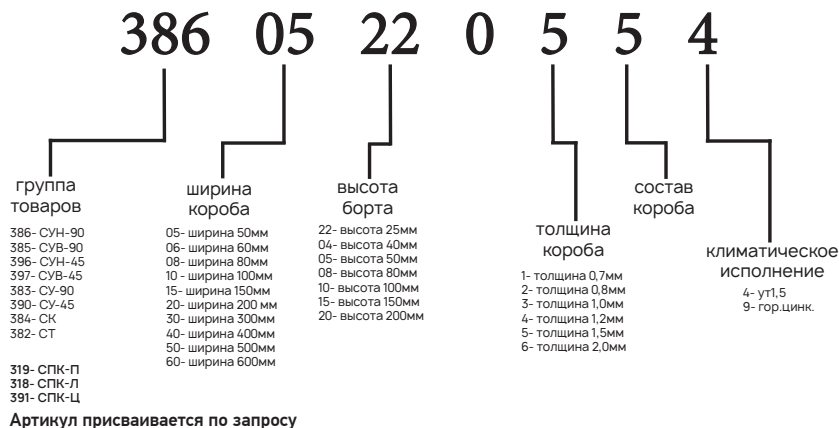 386 05 22 0 5 5 4
группа
товаров
386- СУН-90
385- СУВ-90
396- СУН-45
397- СУВ-45
383- СУ-90
390- СУ-45
384- СК
382- СТ
319- СПК-П
318- СПК-Л
391- СПК-Ц
ширина
короба
05- ширина 50мм
06- ширина 60мм
08- ширина 80мм
10 - ширина 100мм
15- ширина 150мм
20- ширина 200 мм
30- ширина 300мм
40- ширина 400мм
50- ширина 500мм
60- ширина 600мм
высота
борта
22- высота 25мм
04- высота 40мм
05- высота 50мм
08- высота 80мм
10- высота 100мм
15- высота 150мм
20- высота 200мм
толщина
короба
1- толщина 0,7мм
2- толщина 0,8мм
3- толщина 1,0мм
4- толщина 1,2мм
5- толщина 1,5мм
6- толщина 2,0мм
состав
короба
климатическое
исполнение
4- ут1,5
9- гор.цинк.
Артикул присваивается по запросу